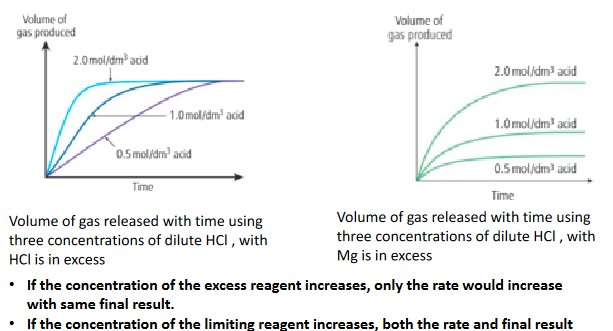 Volume of
gas produced
2.0 mol/dm³ acid
1.0 mol/dm³ acid
0.5 mol/dm³ acid
Time
Volume of gas released with time using
three concentrations of dilute HCl , with
HCl is in excess
Volume of
gas produced
2.0 mol/dm³ acid
1.0 mol/dm³ acid
0.5 mol/dm³ acid
Time
Volume of gas released with time using
three concentrations of dilute HCl , with
Mg is in excess
• If the concentration of the excess reagent increases, only the rate would increase
with same final result.
• If the concentration of the limiting reagent increases, both the rate and final result